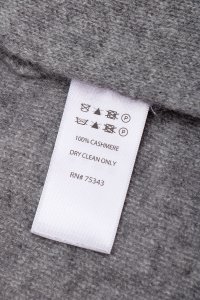 100% CASHMERE
DRY CLEAN ONLY
RN# 75343